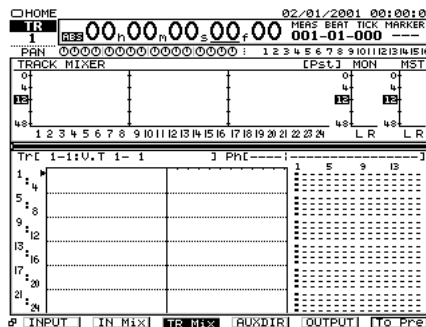 HOME 02/01/2001 00:00:0
TR 1 ABS 00h00m00s00f00 MEAS BEAT TICK MARKER
001-01-000 ---
PAN 1 2 3 4 5 6 7 8 9 10 11 12 13 14 15 16
TRACK MIXER [Pst] MON MST
0 0 0
4 4 4
12 12 12
48 48 48
1 2 3 4 5 6 7 8 9 10 11 12 13 14 15 16 17 18 19 20 21 22 23 24 L R L R
Tr[ 1-1:V.T 1- 1 ] Ph[----:----------------]
1 5 9 13
4
5
8
9
12
13
16
17
20
21
24
INPUT IN Mix TR Mix AUXDIR OUTPUT To Pre